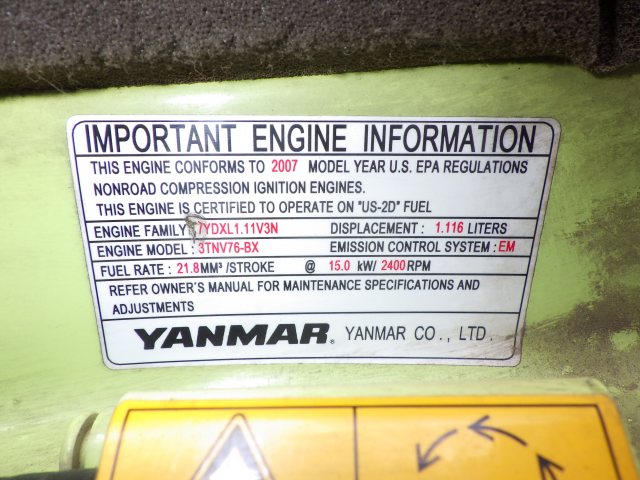 IMPORTANT ENGINE INFORMATION
THIS ENGINE CONFORMS TO 2007 MODEL YEAR U.S. EPA REGULATIONS
NONROAD COMPRESSION IGNITION ENGINES.
THIS ENGINE IS CERTIFIED TO OPERATE ON "US-2D" FUEL
ENGINE FAMILY 7YDXL1.11V3N DISPLACEMENT : 1.116 LITERS
ENGINE MODEL : 3TNV76-BX EMISSION CONTROL SYSTEM : EM
FUEL RATE : 21.8MM³ /STROKE @ 15.0 kW/ 2400RPM
REFER OWNER'S MANUAL FOR MAINTENANCE SPECIFICATIONS AND
ADJUSTMENTS
YANMAR® YANMAR CO., LTD.